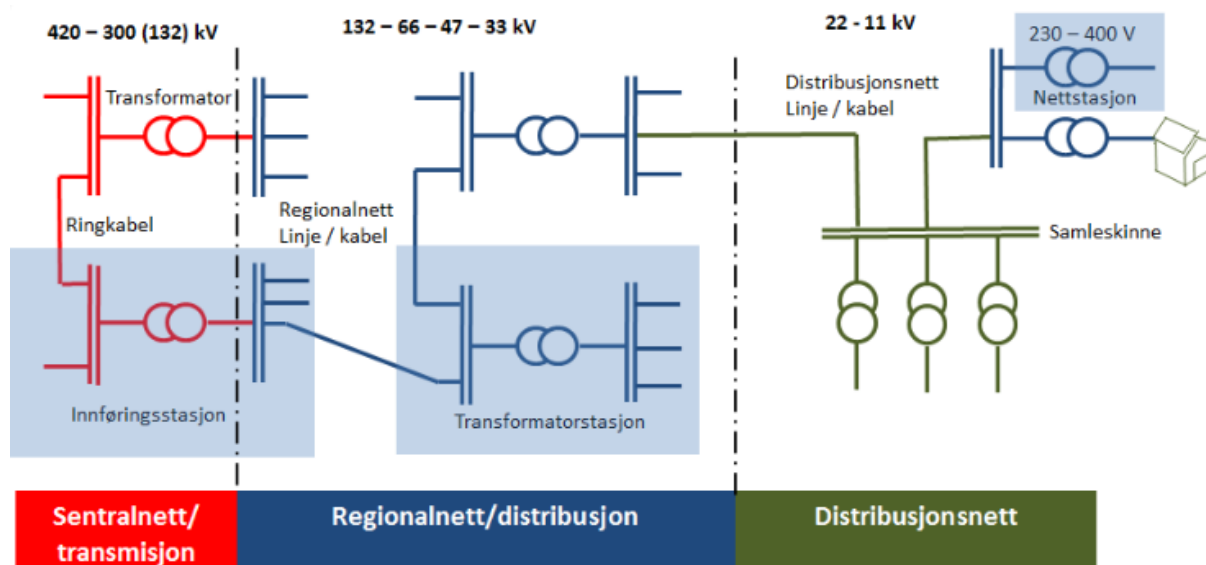 420 – 300 (132) kV
132 – 66 – 47 – 33 kV
22 - 11 kV
230 – 400 V
Transformator
Distribusjonsnett
Linje / kabel
Nettstasjon
Ringkabel
Regionalnett
Linje / kabel
Samleskinne
Innføringsstasjon
Transformatorstasjon
Sentralnett/
transmisjon
Regionalnett/distribusjon
Distribusjonsnett